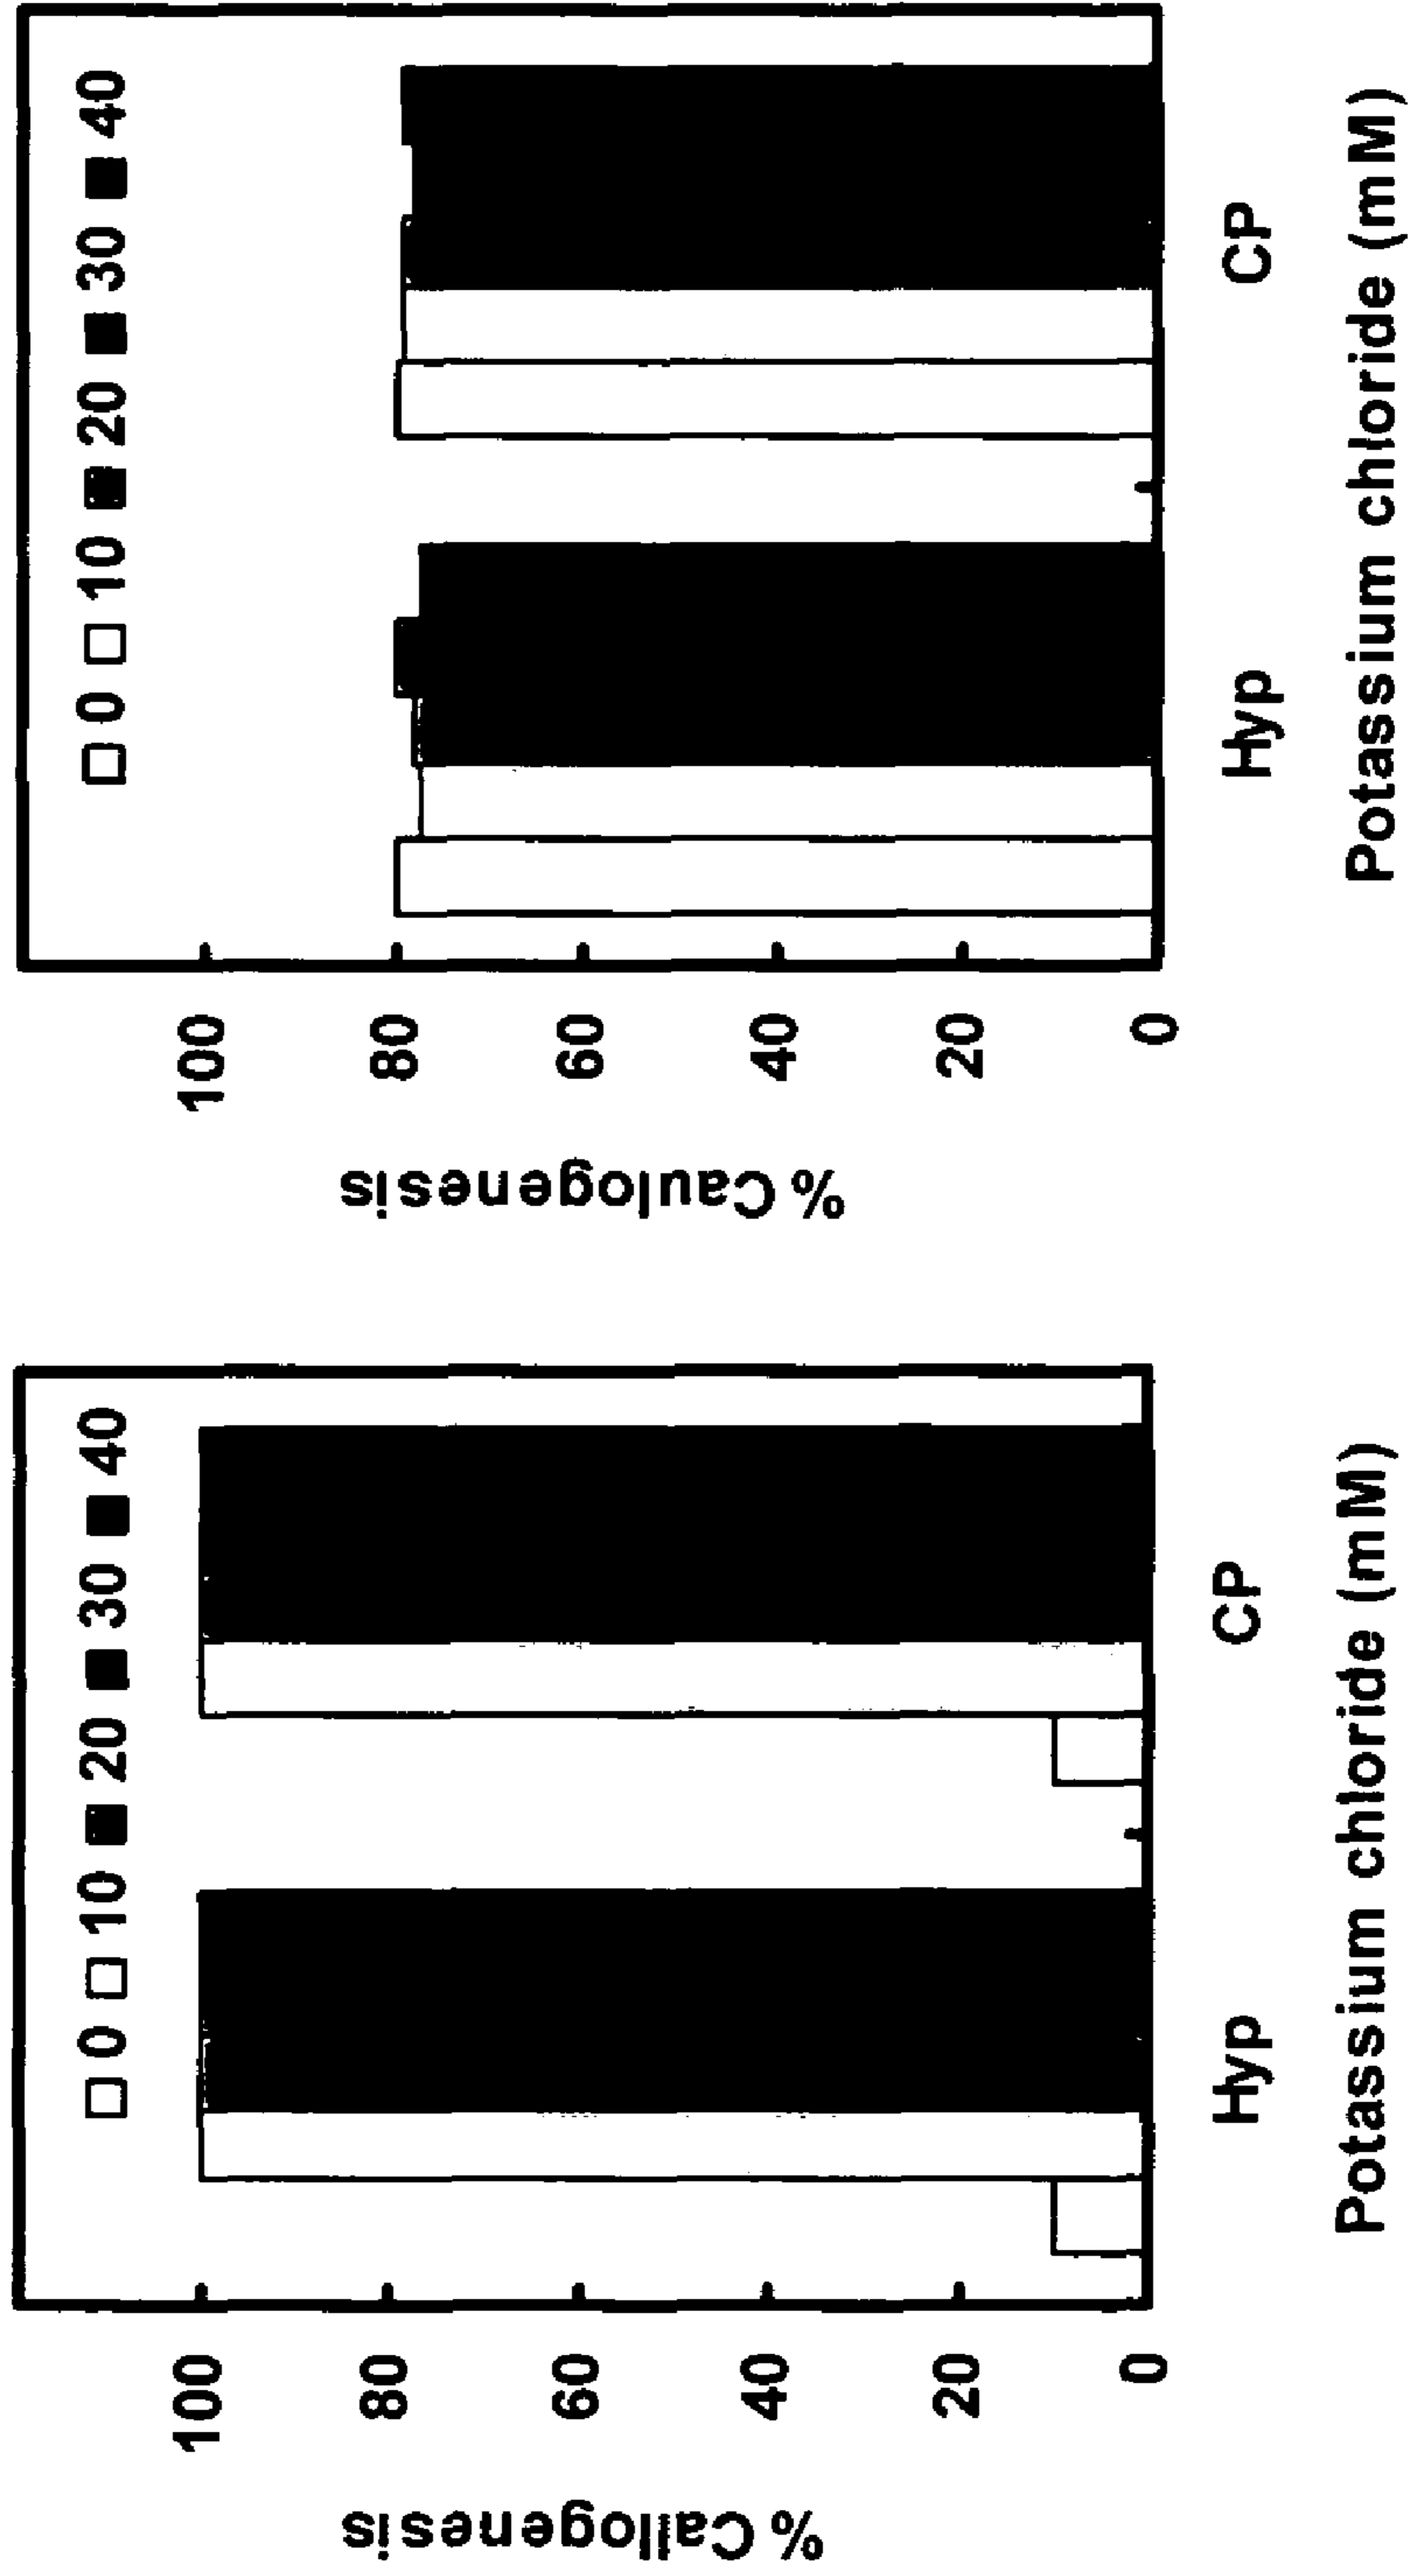 0 10 20 30 40
100
80
60
40
20
0
% Callogenesis
Hyp CP
Potassium chloride (mM)
0 10 20 30 40
100
80
60
40
20
0
% Caulogenesis
Hyp CP
Potassium chloride (mM)